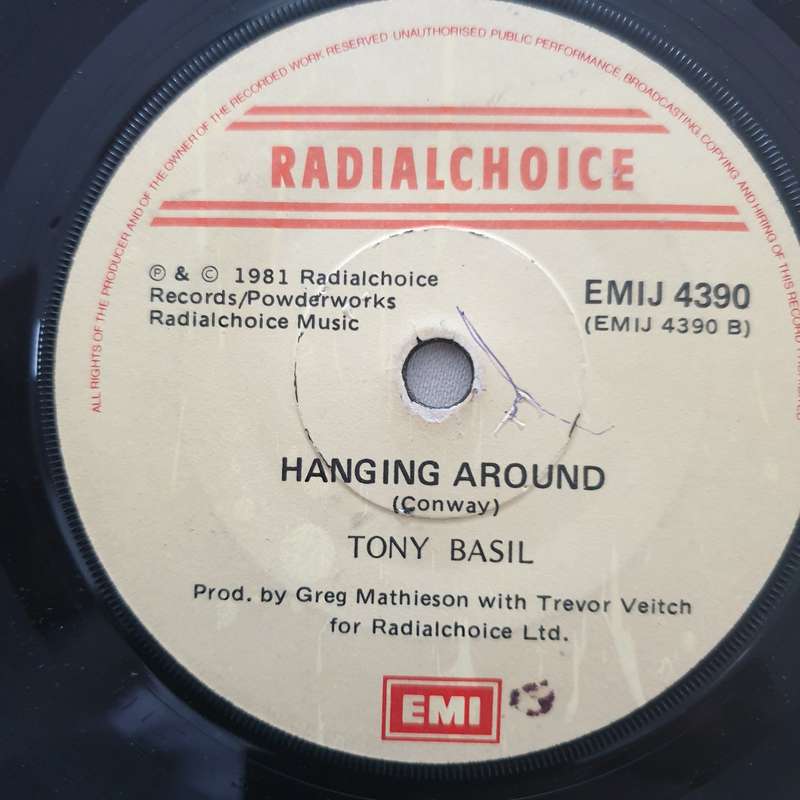 ALL RIGHTS OF THE PRODUCER AND OF THE OWNER OF THE RECORDED WORK RESERVED UNAUTHORISED PUBLIC PERFORMANCE, BROADCASTING, COPYING AND HIRING OF THIS RECORD
RADIALCHOICE
℗ & © 1981 Radialchoice
Records/Powderworks
Radialchoice Music
EMIJ 4390
(EMIJ 4390 B)
HANGING AROUND
(Conway)
TONY BASIL
Prod. by Greg Mathieson with Trevor Veitch
for Radialchoice Ltd.
EMI